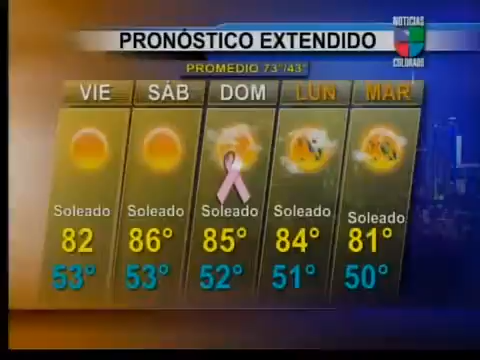 NOTICIAS
COLORADO
PRONÓSTICO EXTENDIDO
PROMEDIO 73°/43°
VIE SÁB DOM LUN MAR
Soleado Soleado Soleado Soleado Soleado
82 86° 85° 84° 81°
53° 53° 52° 51° 50°